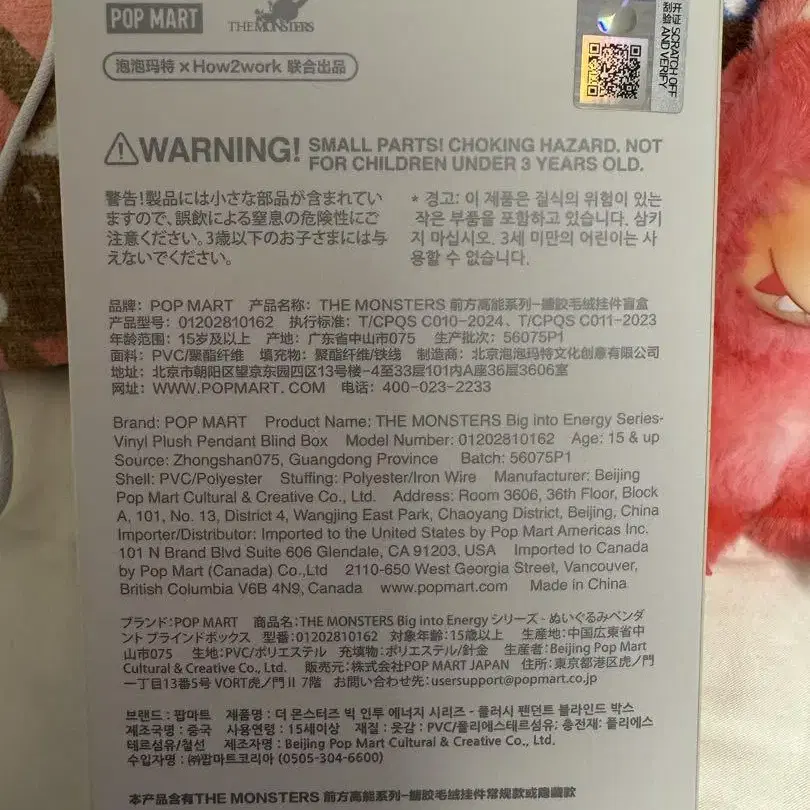 POP MART
THE MONSTERS
泡泡玛特 × How2work 联合出品
开证 SCRATCH OFF
刮验 AND VERIFY
WARNING! SMALL PARTS! CHOKING HAZARD. NOT
FOR CHILDREN UNDER 3 YEARS OLD.
警告!製品には小さな部品が含まれてい
ますので、誤飲による窒息の危険性にご
注意ください。3歳以下のお子さまには与
えないでください。
* 경고: 이 제품은 질식의 위험이 있는
작은 부품을 포함하고 있습니다. 삼키
지 마십시오. 3세 미만의 어린이는 사
용할 수 없습니다.
品牌: POP MART 产品名称: THE MONSTERS 前方高能系列-搪胶毛绒挂件盲盒
产品型号: 01202810162 执行标准: T/CPQS C010-2024、T/CPQS C011-2023
年龄范围: 15岁及以上 产地: 广东省中山市075 生产批次: 56075P1
面料: PVC/聚酯纤维 填充物: 聚酯纤维/铁线 制造商: 北京泡泡玛特文化创意有限公司
地址: 北京市朝阳区望京东园四区13号楼-4至33层101内A座36层3606室
网址: WWW.POPMART.COM 电话: 400-023-2233
Brand: POP MART Product Name: THE MONSTERS Big into Energy Series-
Vinyl Plush Pendant Blind Box Model Number: 01202810162 Age: 15 & up
Source: Zhongshan075, Guangdong Province Batch: 56075P1
Shell: PVC/Polyester Stuffing: Polyester/Iron Wire Manufacturer: Beijing
Pop Mart Cultural & Creative Co., Ltd. Address: Room 3606, 36th Floor, Block
A, 101, No. 13, District 4, Wangjing East Park, Chaoyang District, Beijing, China
Importer/Distributor: Imported to the United States by Pop Mart Americas Inc.
101 N Brand Blvd Suite 606 Glendale, CA 91203, USA Imported to Canada
by Pop Mart (Canada) Co.,Ltd 2110-650 West Georgia Street, Vancouver,
British Columbia V6B 4N9, Canada www.popmart.com Made in China
ブランド:POP MART 商品名:THE MONSTERS Big into Energy シリーズ - ぬいぐるみペンダ
ント ブラインドボックス 型番:01202810162 対象年齢:15歳以上 生産地:中国広東省中
山市075 生地:PVC/ポリエステル 充填物:ポリエステル/針金 生産者:Beijing Pop Mart
Cultural & Creative Co., Ltd. 販売元:株式会社POP MART JAPAN 住所:東京都港区虎ノ門
一丁目13番5号 VORT虎ノ門 II 7階 お問い合わせ先:usersupport@popmart.co.jp
브랜드 : 팝마트 제품명 : 더 몬스터즈 빅 인투 에너지 시리즈 - 플러시 펜던트 블라인드 박스
제조국명 : 중국 사용연령 : 15세이상 재질 : 옷감 : PVC/폴리에스테르섬유; 충전재: 폴리에스
테르섬유/철선 제조자명 : Beijing Pop Mart Cultural & Creative Co., Ltd.
수입자명 : ㈜팝마트코리아 (0505-304-6600)
本产品含有THE MONSTERS 前方高能系列-搪胶毛绒挂件常规款或隐藏款